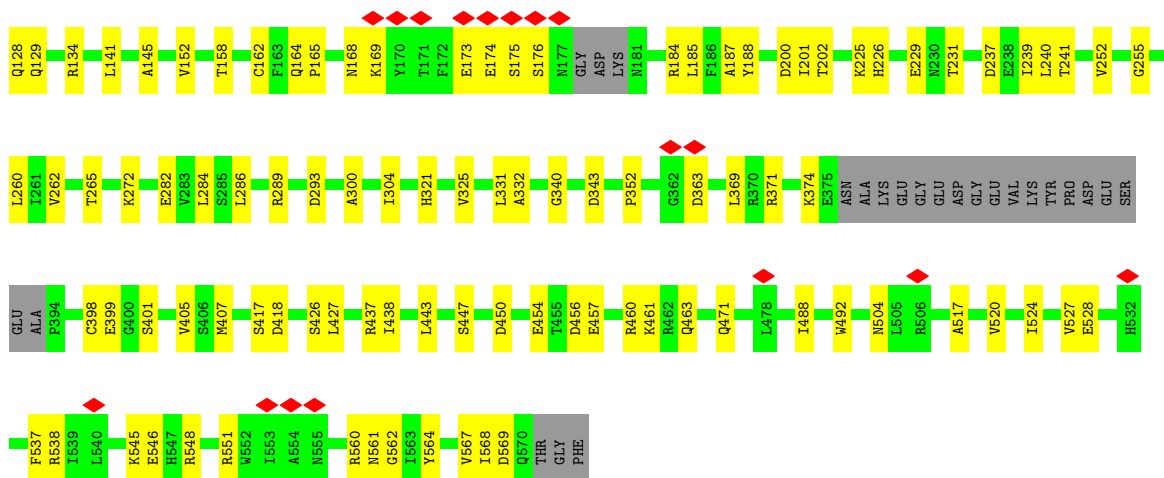 Q128 Q129 R134 L141 A145 V152 T158 C162 F163 Q164 P165 N168 K169 Y170 T171 F172 E173 E174 S175 S176 N177 GLY ASP LYS N181 R184 L185 F186 A187 Y188 D200 I201 T202 K225 H226 E229 N230 T231 D237 E238 I239 L240 T241 V252 G255
L260 I261 V262 T265 K272 E282 V283 L284 S285 L286 R289 D293 A300 I304 H321 V325 L331 A332 G340 D343 P352 G362 D363 L369 R370 R371 K374 E375 ASN ALA LYS GLU GLY GLU ASP GLY GLU VAL LYS TYR PRO ASP GLU SER
GLU ALA P394 C398 E399 G400 S401 V405 S406 M407 S417 D418 S426 L427 R437 I438 L443 S447 D450 E454 T455 D456 E457 R460 K461 R462 Q463 Q471 L478 I488 W492 N504 L505 R506 A517 V520 I524 V527 E528 H532
F537 R538 I539 L540 K545 E546 H547 R548 R551 W552 I553 A554 N555 R560 N561 G562 I563 Y564 V567 I568 D569 Q570 THR GLY PHE